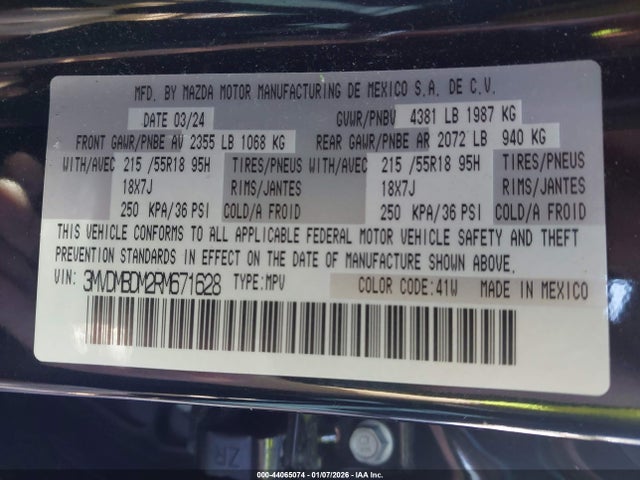 MFD. BY MAZDA MOTOR MANUFACTURING DE MEXICO S.A. DE C.V.
DATE 03/24 GVWR/PNBV 4381 LB 1987 KG
FRONT GAWR/PNBE AV 2355 LB 1068 KG REAR GAWR/PNBE AR 2072 LB 940 KG
WITH/AVEC 215 /55R18 95H TIRES/PNEUS WITH/AVEC 215 /55R18 95H TIRES/PNEUS
18X7J RIMS/JANTES 18X7J RIMS/JANTES
250 KPA/36 PSI COLD/A FROID 250 KPA/36 PSI COLD/A FROID
THIS VEHICLE CONFORMS TO ALL APPLICABLE FEDERAL MOTOR VEHICLE SAFETY AND THEFT
PREVENTION STANDARDS IN EFFECT ON THE DATE OF MANUFACTURE SHOWN ABOVE.
VIN: 3MVDMBDM2RM671628 TYPE:MPV COLOR CODE:41W MADE IN MEXICO
ZR
000-44065074 | 01/07/2026 | IAA Inc.